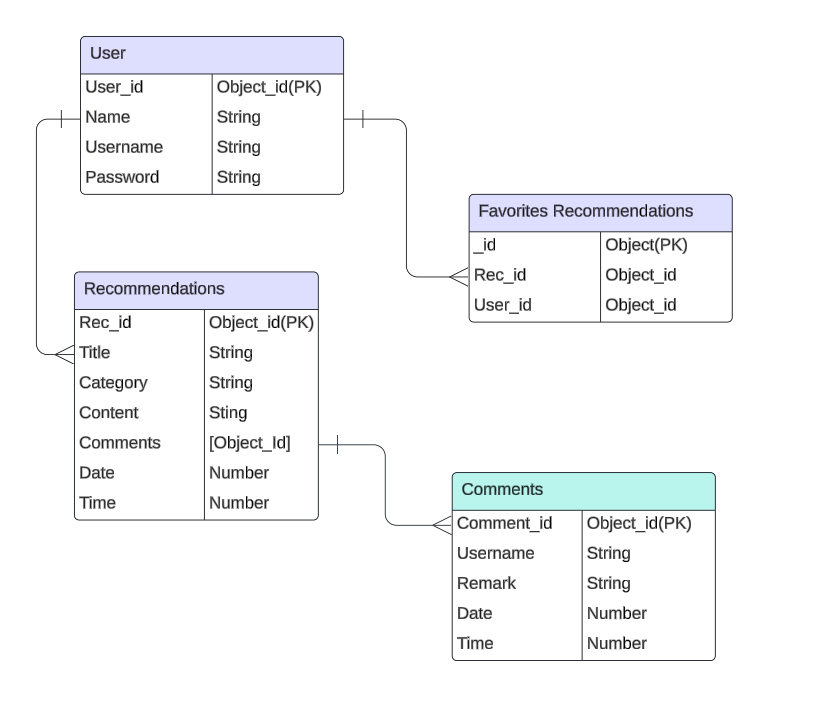 User
User_id Object_id(PK)
Name String
Username String
Password String
Favorites Recommendations
_id Object(PK)
Rec_id Object_id
User_id Object_id
Recommendations
Rec_id Object_id(PK)
Title String
Category String
Content Sting
Comments [Object_Id]
Date Number
Time Number
Comments
Comment_id Object_id(PK)
Username String
Remark String
Date Number
Time Number